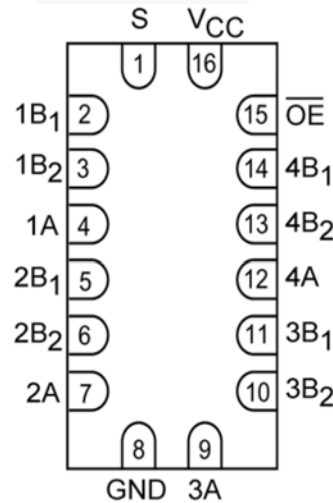 S VCC
1 16
1B1 2 15 OE
1B2 3 14 4B1
1A 4 13 4B2
2B1 5 12 4A
2B2 6 11 3B1
2A 7 10 3B2
8 9
GND 3A